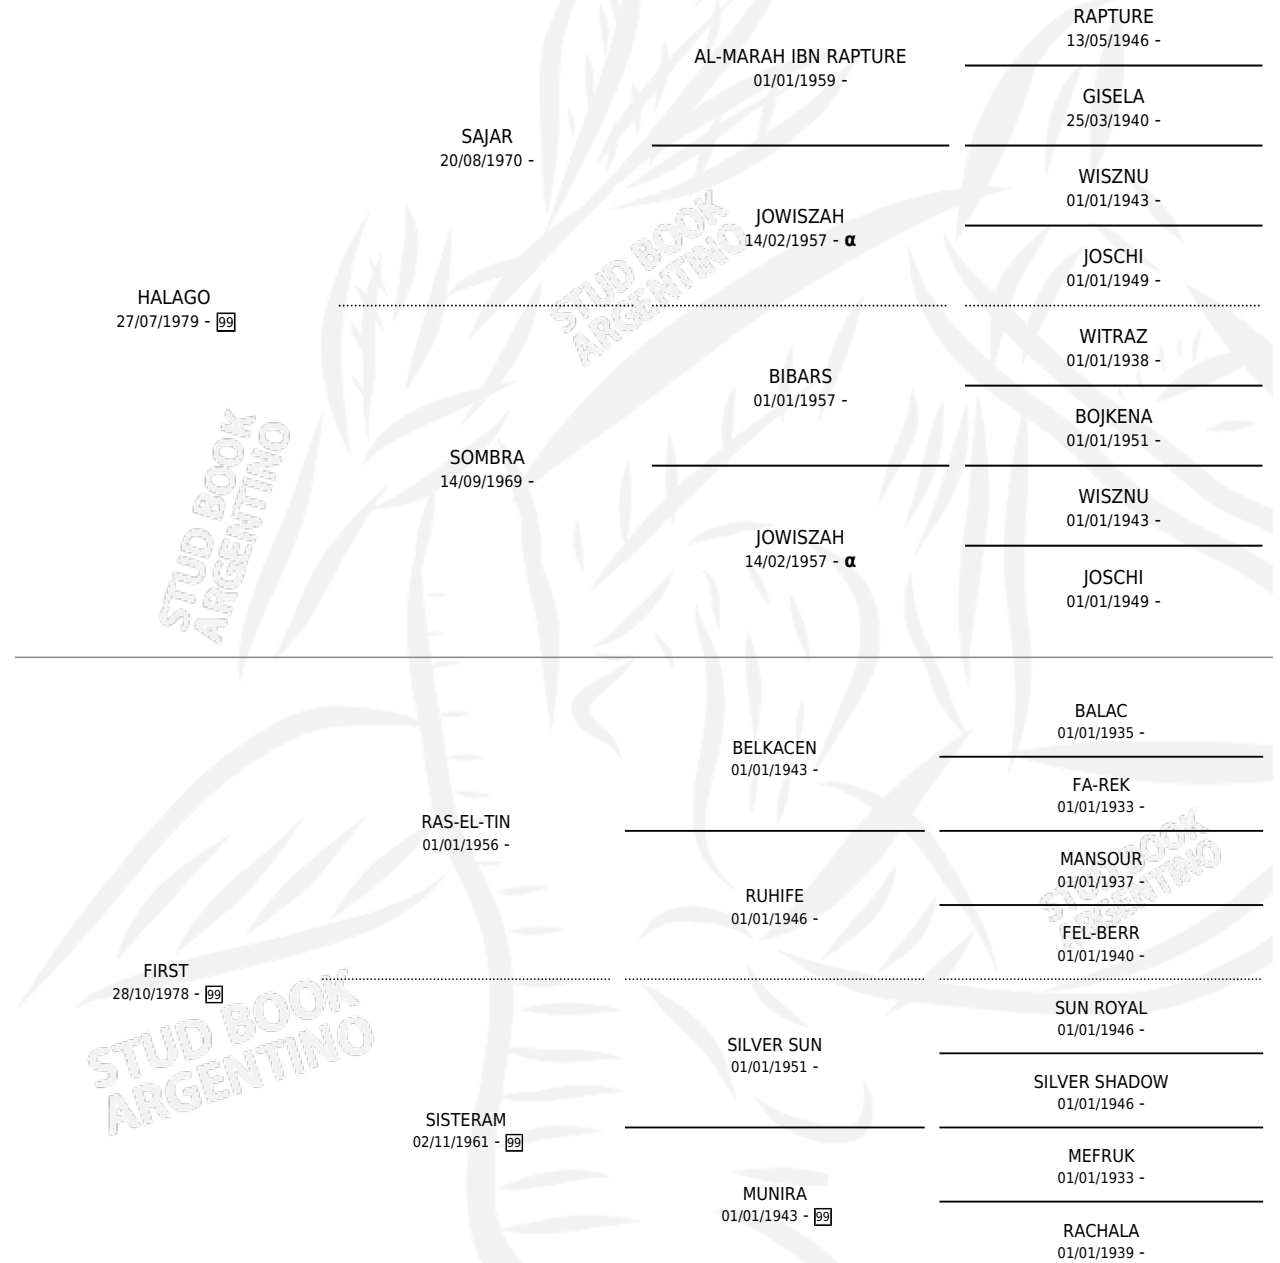 RAPTURE
13/05/1946 -
AL-MARAH IBN RAPTURE
01/01/1959 -
GISELA
25/03/1940 -
SAJAR
20/08/1970 -
WISZNU
01/01/1943 -
JOWISZAH
14/02/1957 - α
JOSCHI
01/01/1949 -
HALAGO
27/07/1979 - 99
WITRAZ
01/01/1938 -
BIBARS
01/01/1957 -
BOJKENA
01/01/1951 -
SOMBRA
14/09/1969 -
WISZNU
01/01/1943 -
JOWISZAH
14/02/1957 - α
JOSCHI
01/01/1949 -
STUD BOOK
ARGENTINO
STUD BOOK
ARGENTINO
BALAC
01/01/1935 -
BELKACEN
01/01/1943 -
FA-REK
01/01/1933 -
RAS-EL-TIN
01/01/1956 -
MANSOUR
01/01/1937 -
RUHIFE
01/01/1946 -
FEL-BERR
01/01/1940 -
FIRST
28/10/1978 - 99
SUN ROYAL
01/01/1946 -
SILVER SUN
01/01/1951 -
SILVER SHADOW
01/01/1946 -
SISTERAM
02/11/1961 - 99
MEFRUK
01/01/1933 -
MUNIRA
01/01/1943 - 99
RACHALA
01/01/1939 -
STUD BOOK
ARGENTINO
STUD BOOK
ARGENTINO